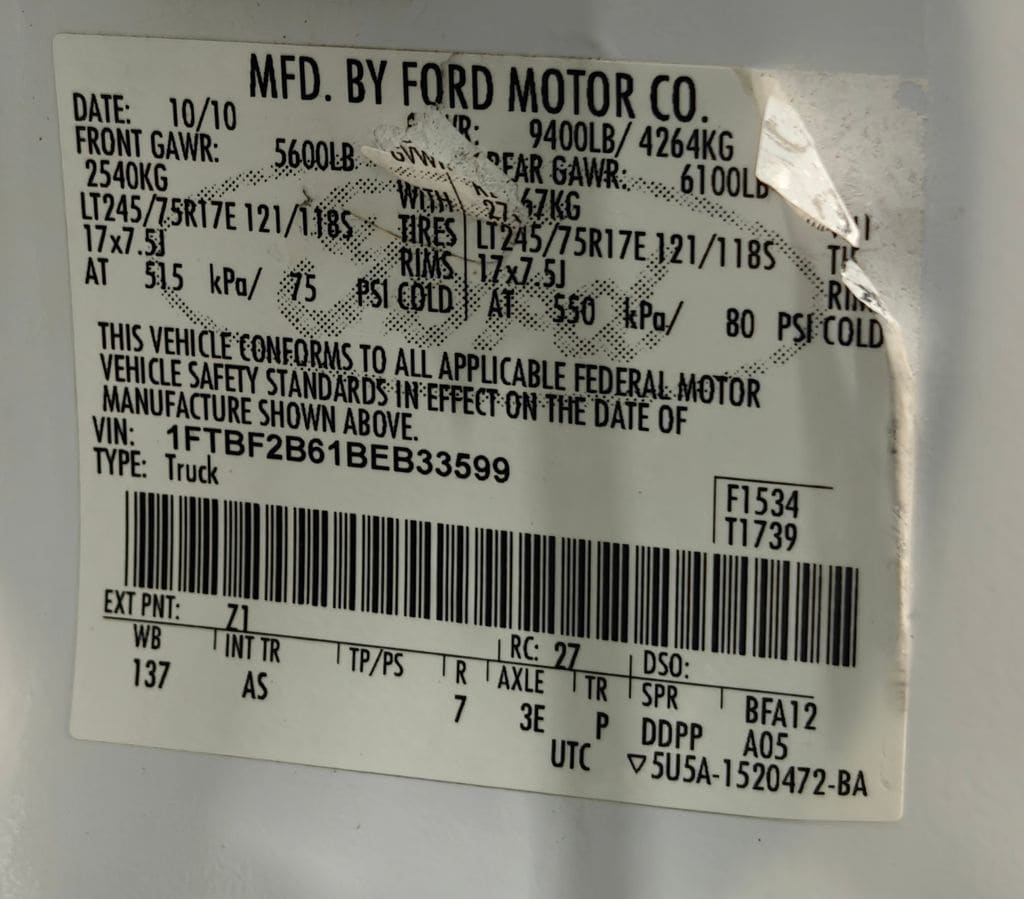 MFD. BY FORD MOTOR CO.
DATE: 10/10 GVWR: 9400LB/ 4264KG
FRONT GAWR: 5600LB REAR GAWR: 6100LB
2540KG WITH 2767KG
LT245/75R17E 121/118S TIRES LT245/75R17E 121/118S
17x7.5J RIMS 17x7.5J
AT 515 kPa/ 75 PSI COLD AT 550 kPa/ 80 PSI COLD
THIS VEHICLE CONFORMS TO ALL APPLICABLE FEDERAL MOTOR
VEHICLE SAFETY STANDARDS IN EFFECT ON THE DATE OF
MANUFACTURE SHOWN ABOVE.
VIN: 1FTBF2B61BEB33599
TYPE: Truck
F1534
T1739
EXT PNT: Z1 RC: 27 DSO:
WB INT TR TP/PS R AXLE TR SPR BFA12
137 AS 7 3E P DDPP A05
UTC ▽5U5A-1520472-BA